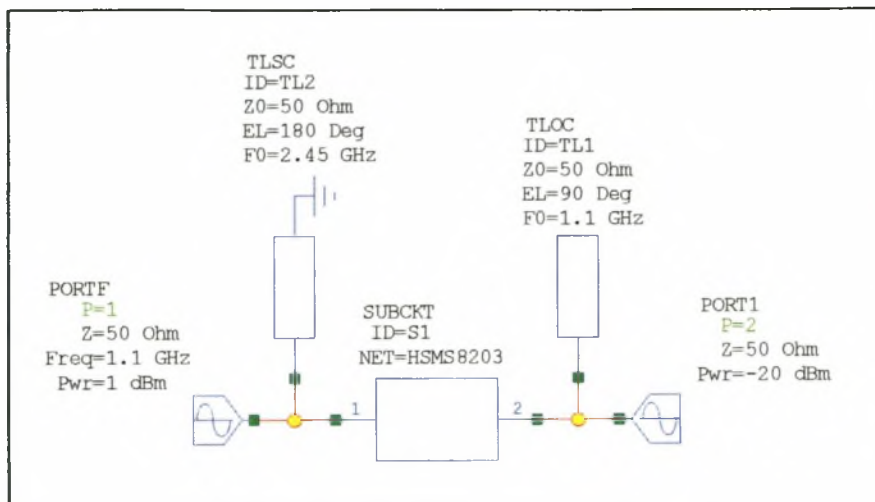 TLSC
ID=TL2
Z0=50 Ohm
EL=180 Deg
F0=2.45 GHz
TLOC
ID=TL1
Z0=50 Ohm
EL=90 Deg
F0=1.1 GHz
PORTF
P=1
Z=50 Ohm
Freq=1.1 GHz
Pwr=1 dBm
SUBCKT
ID=S1
NET=HSMS8203
1
2
PORT1
P=2
Z=50 Ohm
Pwr=-20 dBm